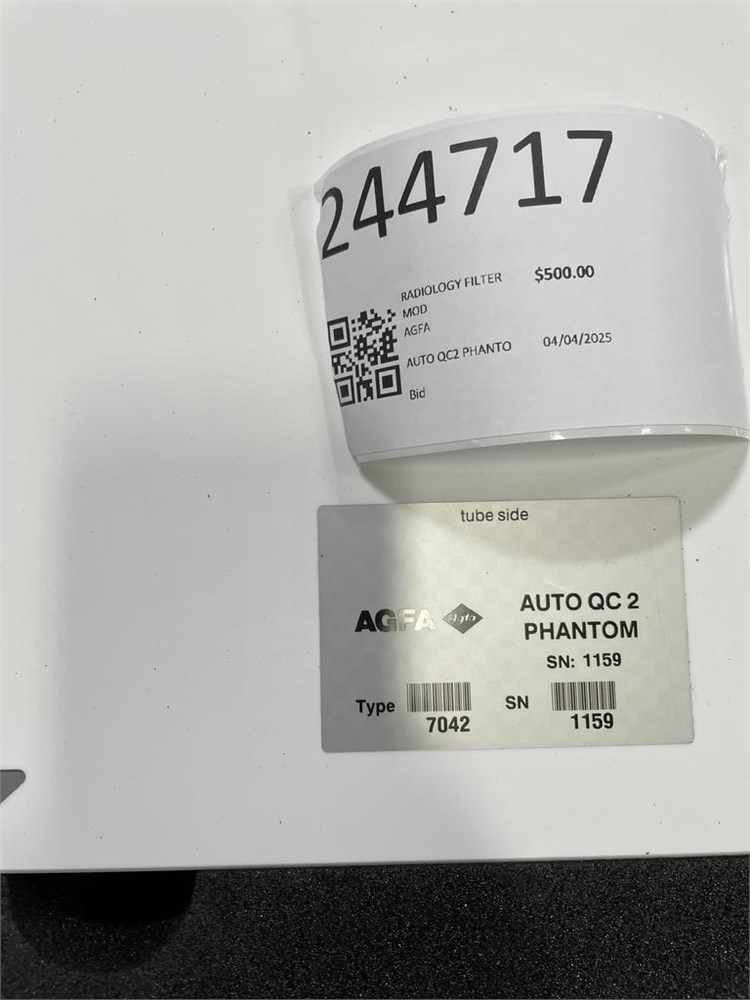 244717
RADIOLOGY FILTER $500.00
MOD
AGFA
AUTO QC2 PHANTO 04/04/2025
Bid
tube side
AGFA Agfa
AUTO QC 2
PHANTOM
SN: 1159
Type 7042 SN 1159